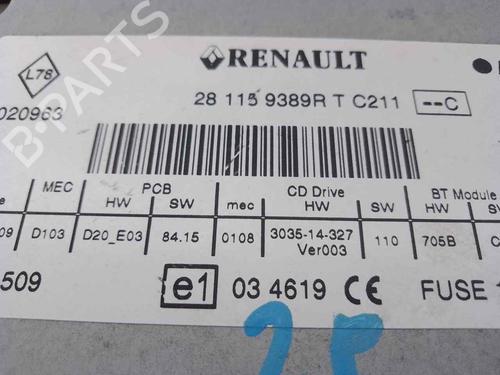 L78
RENAULT
020963
28 115 9389R T C211
--C
MEC PCB CD Drive BT Module
HW SW mec HW SW HW
09 D103 D20_E03 84.15 0108 3035-14-327 Ver003 110 705B C
509
e1 03 4619 CE FUSE 1
B-PARTS